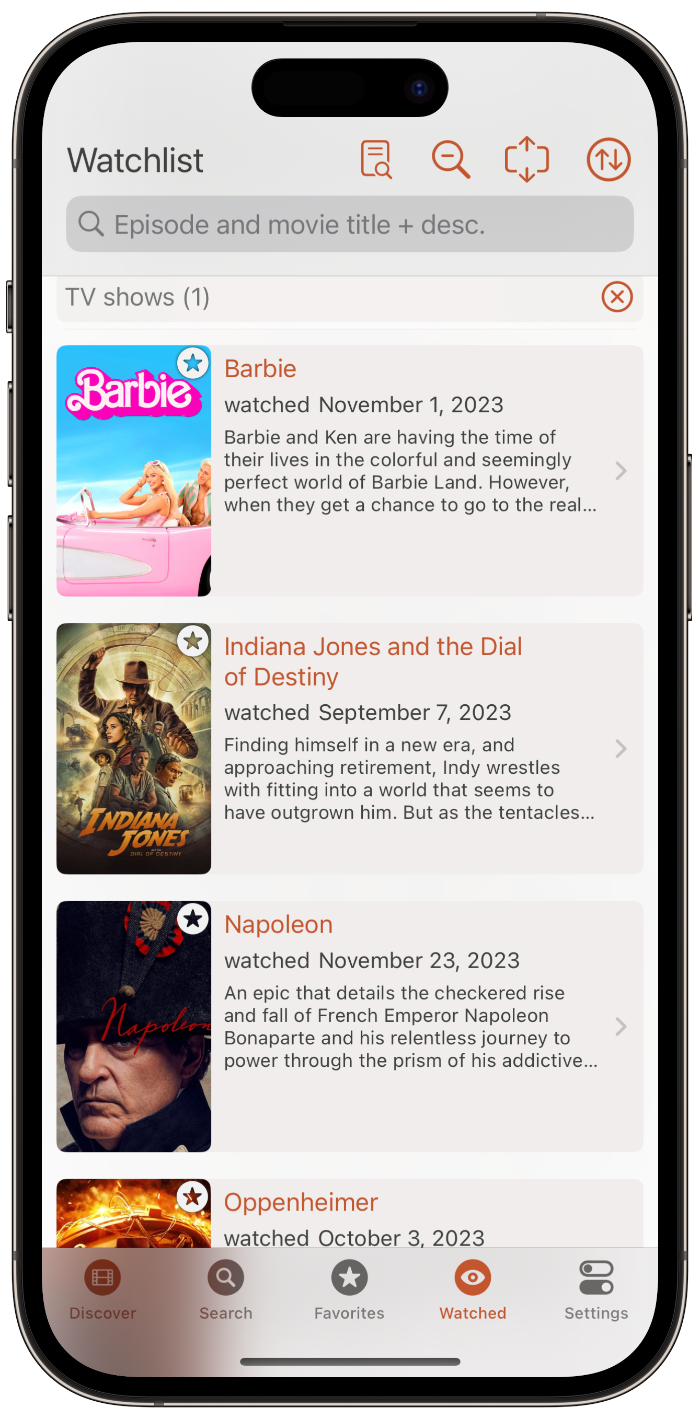 Watchlist
Episode and movie title + desc.
TV shows (1)
Barbie
Barbie
watched November 1, 2023
Barbie and Ken are having the time of
their lives in the colorful and seemingly
perfect world of Barbie Land. However,
when they get a chance to go to the real...
INDIANA
JONES
AND THE
DIAL OF DESTINY
Indiana Jones and the Dial
of Destiny
watched September 7, 2023
Finding himself in a new era, and
approaching retirement, Indy wrestles
with fitting into a world that seems to
have outgrown him. But as the tentacles...
Napoleon
Napoleon
watched November 23, 2023
An epic that details the checkered rise
and fall of French Emperor Napoleon
Bonaparte and his relentless journey to
power through the prism of his addictive...
Oppenheimer
watched October 3, 2023
Discover
Search
Favorites
Watched
Settings